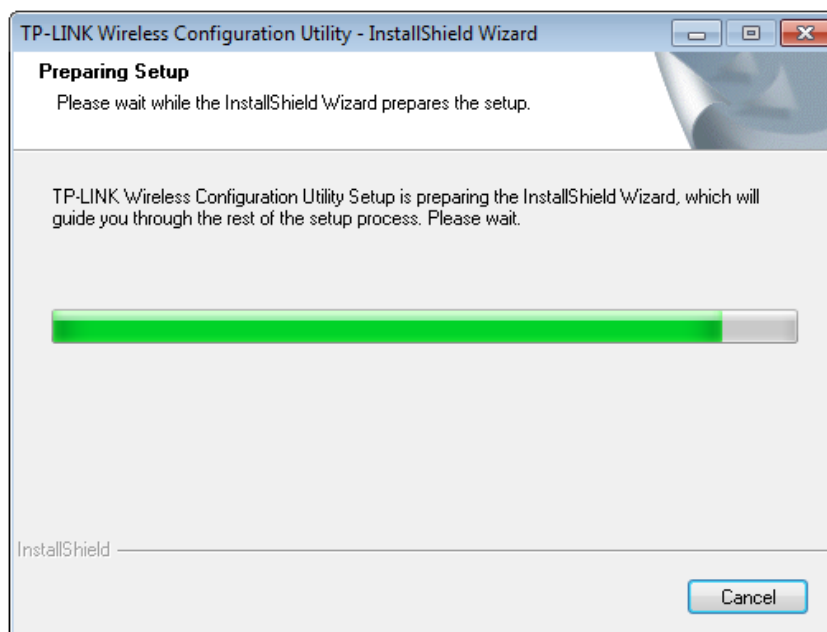 TP-LINK Wireless Configuration Utility - InstallShield Wizard
Preparing Setup
Please wait while the InstallShield Wizard prepares the setup.
TP-LINK Wireless Configuration Utility Setup is preparing the InstallShield Wizard, which will
guide you through the rest of the setup process. Please wait.
InstallShield
Cancel